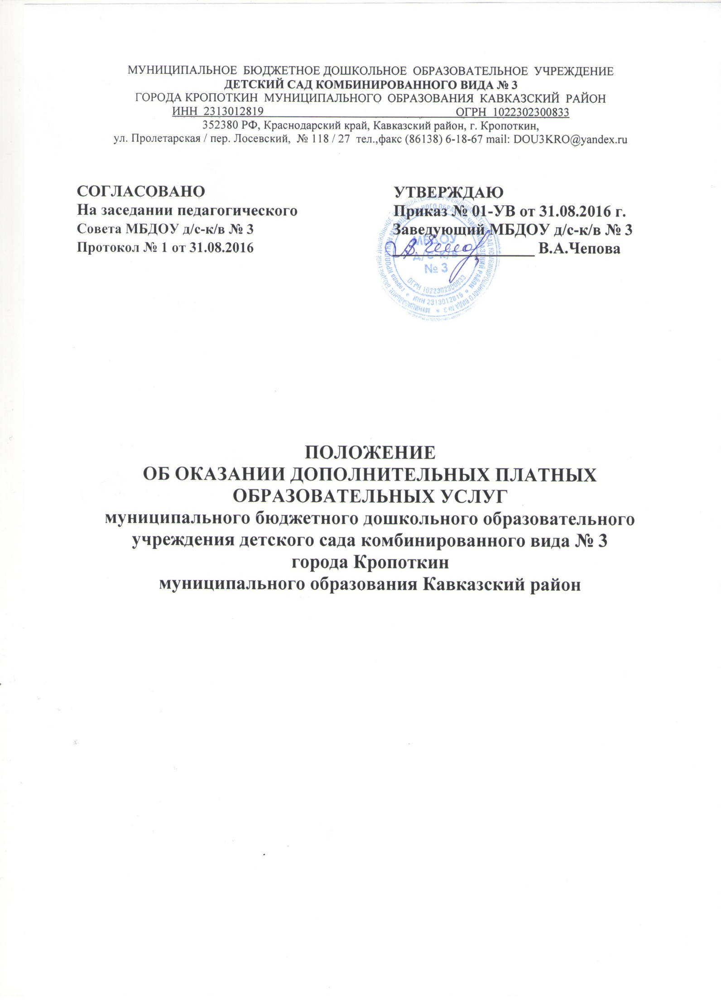 МУНИЦИПАЛЬНОЕ БЮДЖЕТНОЕ ДОШКОЛЬНОЕ ОБРАЗОВАТЕЛЬНОЕ УЧРЕЖДЕНИЕ
ДЕТСКИЙ САД КОМБИНИРОВАННОГО ВИДА № 3
ГОРОДА КРОПОТКИН МУНИЦИПАЛЬНОГО ОБРАЗОВАНИЯ КАВКАЗСКИЙ РАЙОН
ИНН 2313012819 ОГРН 1022302300833
352380 РФ, Краснодарский край, Кавказский район, г. Кропоткин,
ул. Пролетарская / пер. Лосевский, № 118 / 27 тел.,факс (86138) 6-18-67 mail: DOU3KRO@yandex.ru
СОГЛАСОВАНО
На заседании педагогического
Совета МБДОУ д/с-к/в № 3
Протокол № 1 от 31.08.2016
УТВЕРЖДАЮ
Приказ № 01-УВ от 31.08.2016 г.
Заведующий МБДОУ д/с-к/в № 3
В.А.Чепова
МБДОУ
д/с-к/в
№ 3
ОГРН 1022302300833
ИНН 2313012819
ПОЛОЖЕНИЕ
ОБ ОКАЗАНИИ ДОПОЛНИТЕЛЬНЫХ ПЛАТНЫХ
ОБРАЗОВАТЕЛЬНЫХ УСЛУГ
муниципального бюджетного дошкольного образовательного
учреждения детского сада комбинированного вида № 3
города Кропоткин
муниципального образования Кавказский район